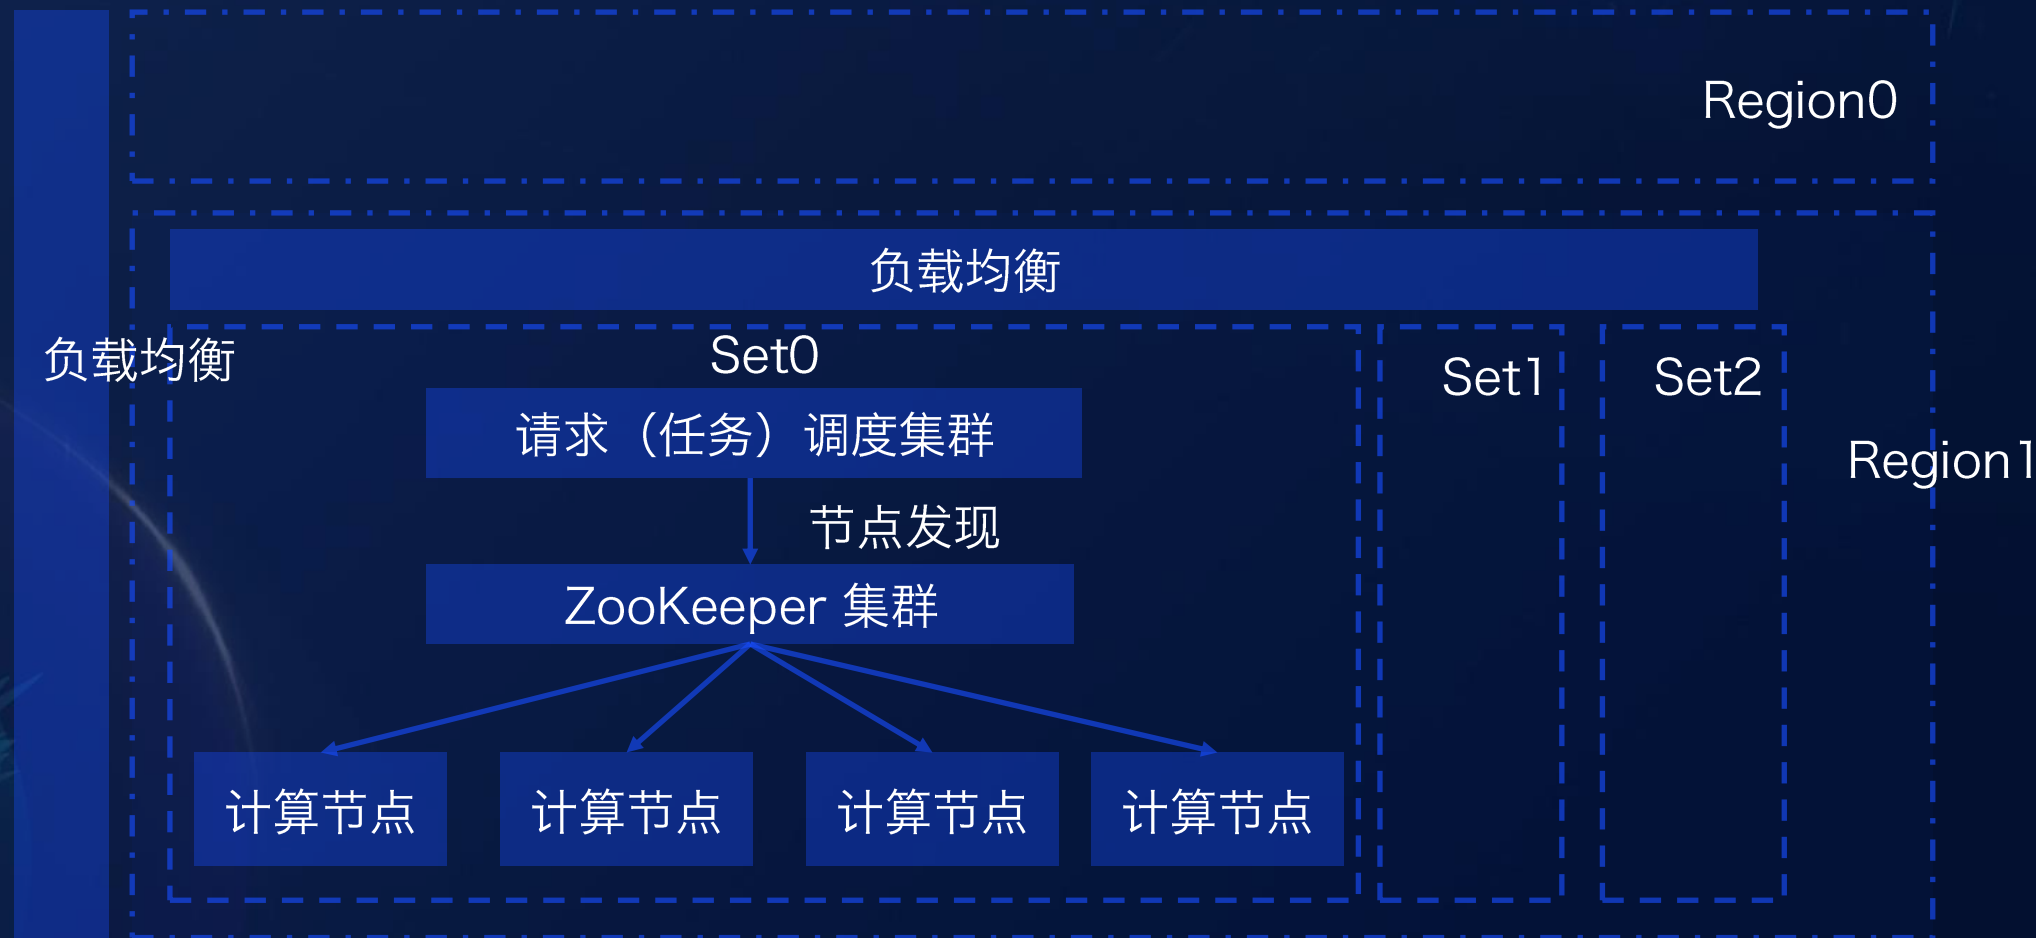 Region0
负载均衡
负载均衡
Set0
Set1
Set2
请求（任务）调度集群
Region1
节点发现
ZooKeeper 集群
计算节点
计算节点
计算节点
计算节点